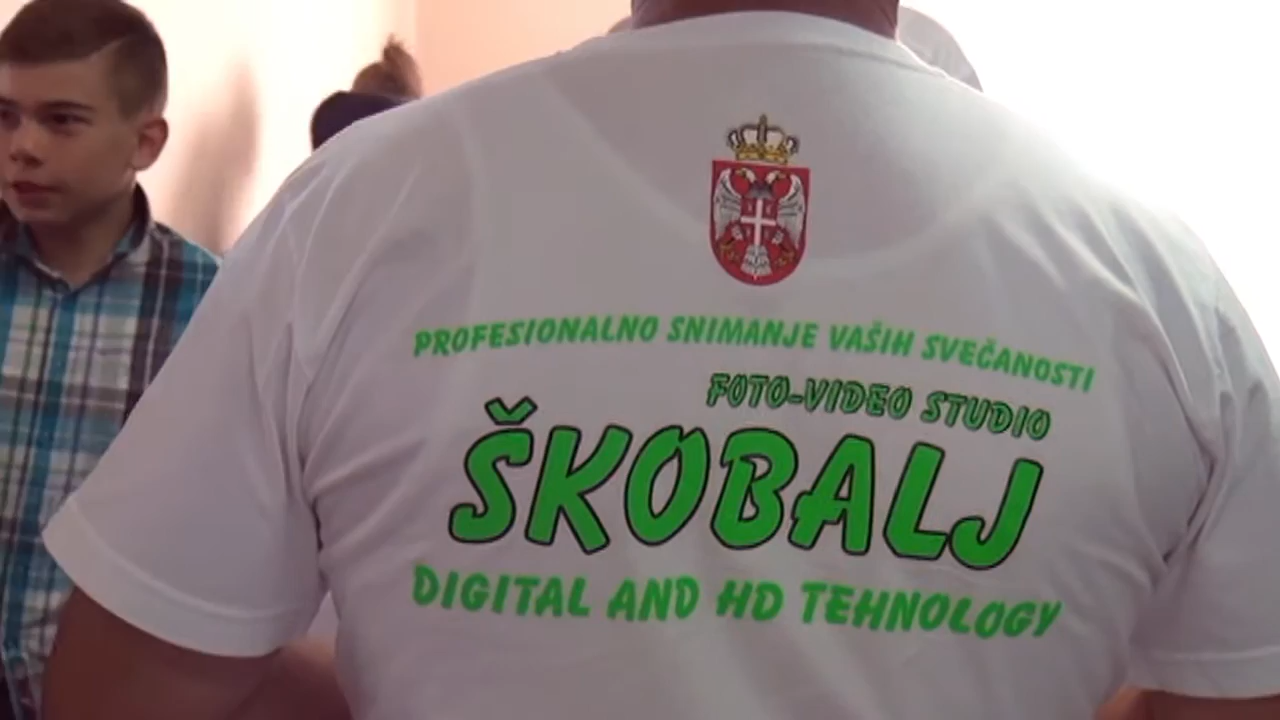 PROFESIONALNO SNIMANJE VAŠIH SVEČANOSTI
FOTO-VIDEO STUDIO
ŠKOBALJ
DIGITAL AND HD TEHNOLOGY